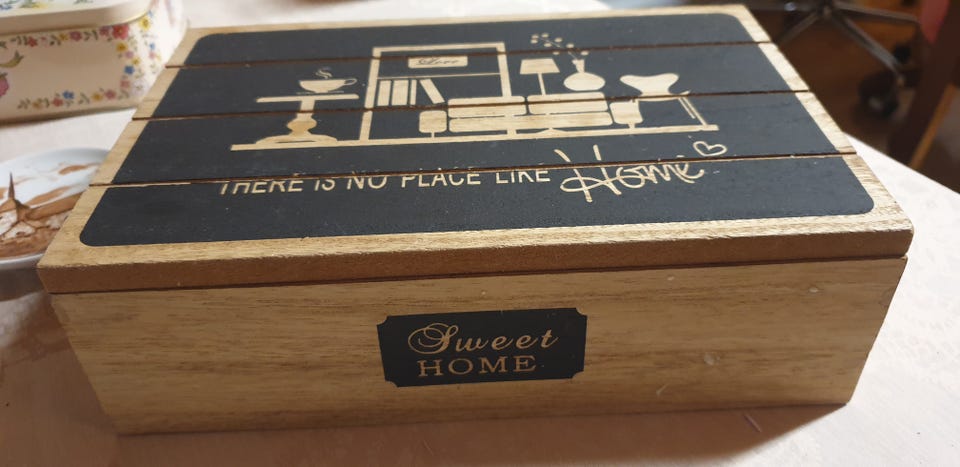 Love
THERE IS NO PLACE LIKE Home
Sweet
HOME